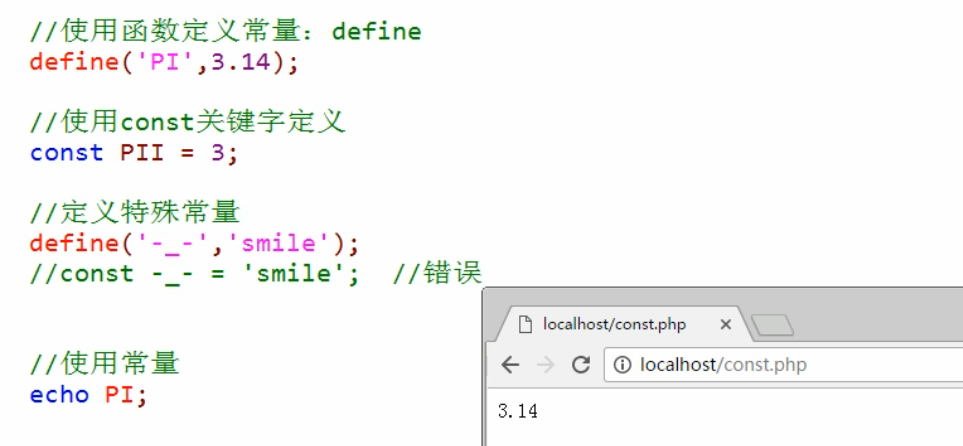 //使用函数定义常量：define
define('PI',3.14);
//使用const关键字定义
const PII = 3;
//定义特殊常量
define('-_-','smile');
//const -_- = 'smile';  //错误
//使用常量
echo PI;
localhost/const.php
localhost/const.php
3.14